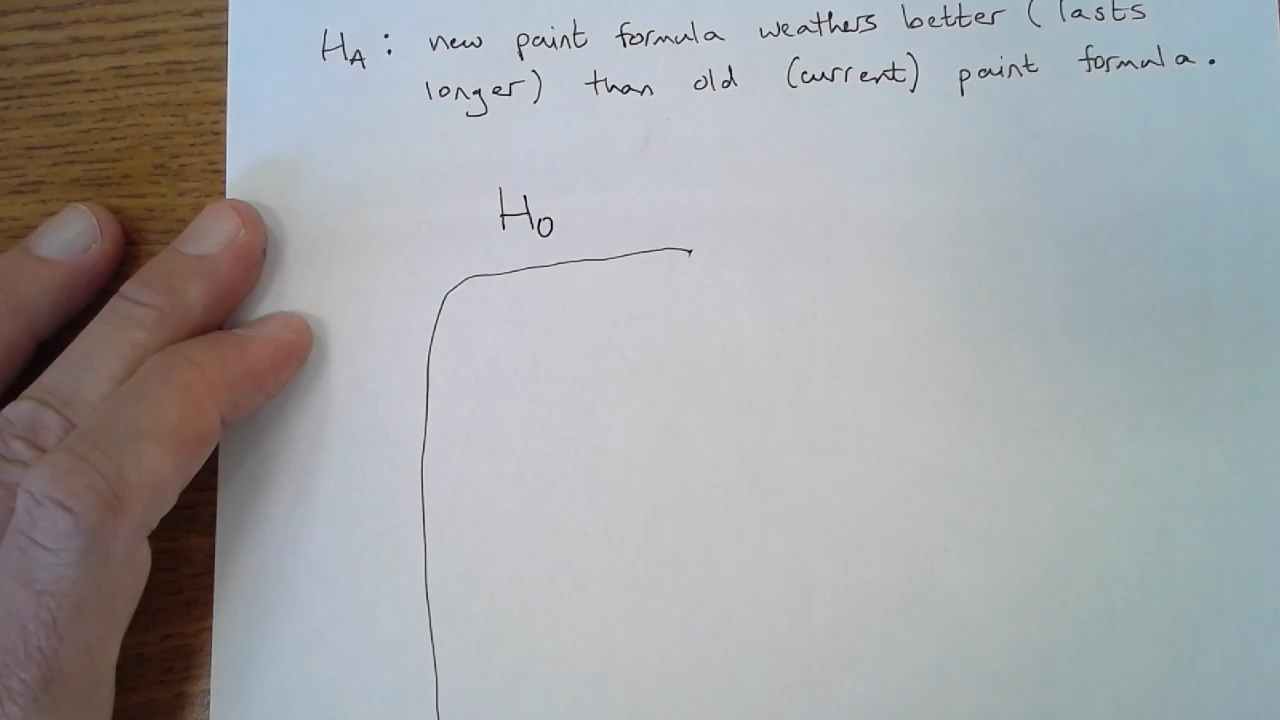 HA : new paint formula weathers better ( lasts
longer) than old (current) paint formula.
H0